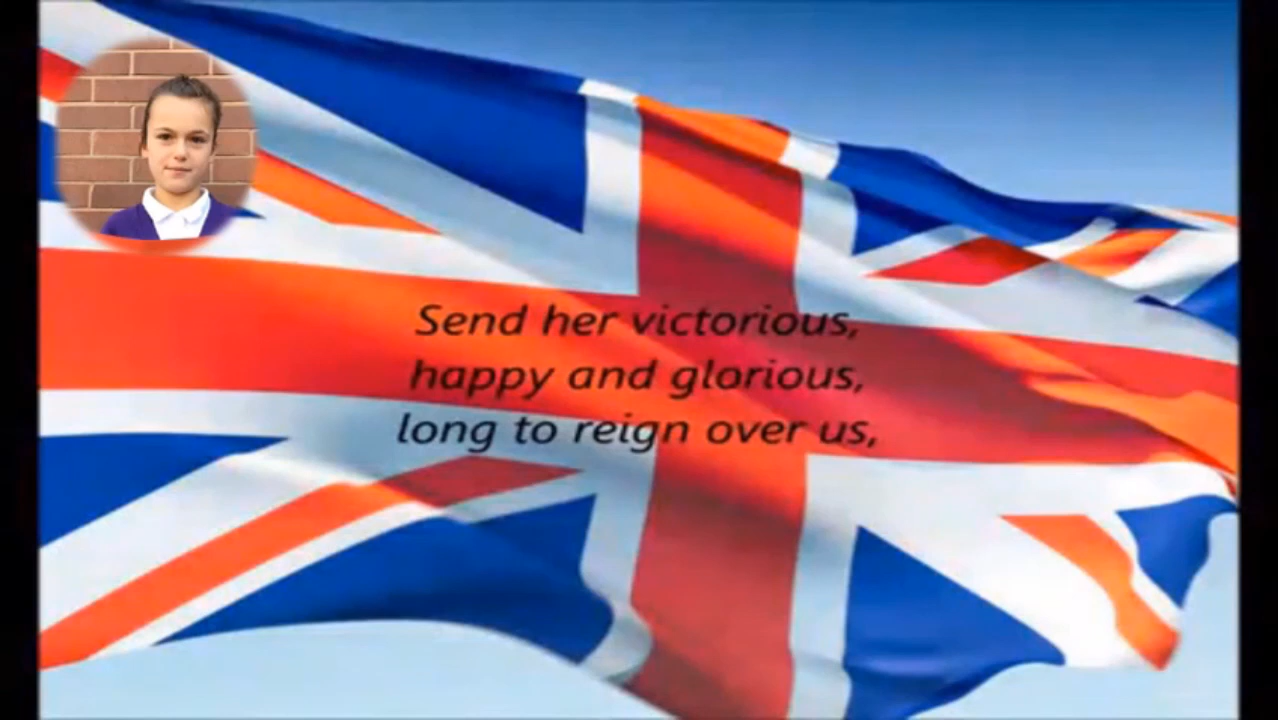 Send her victorious,
happy and glorious,
long to reign over us,